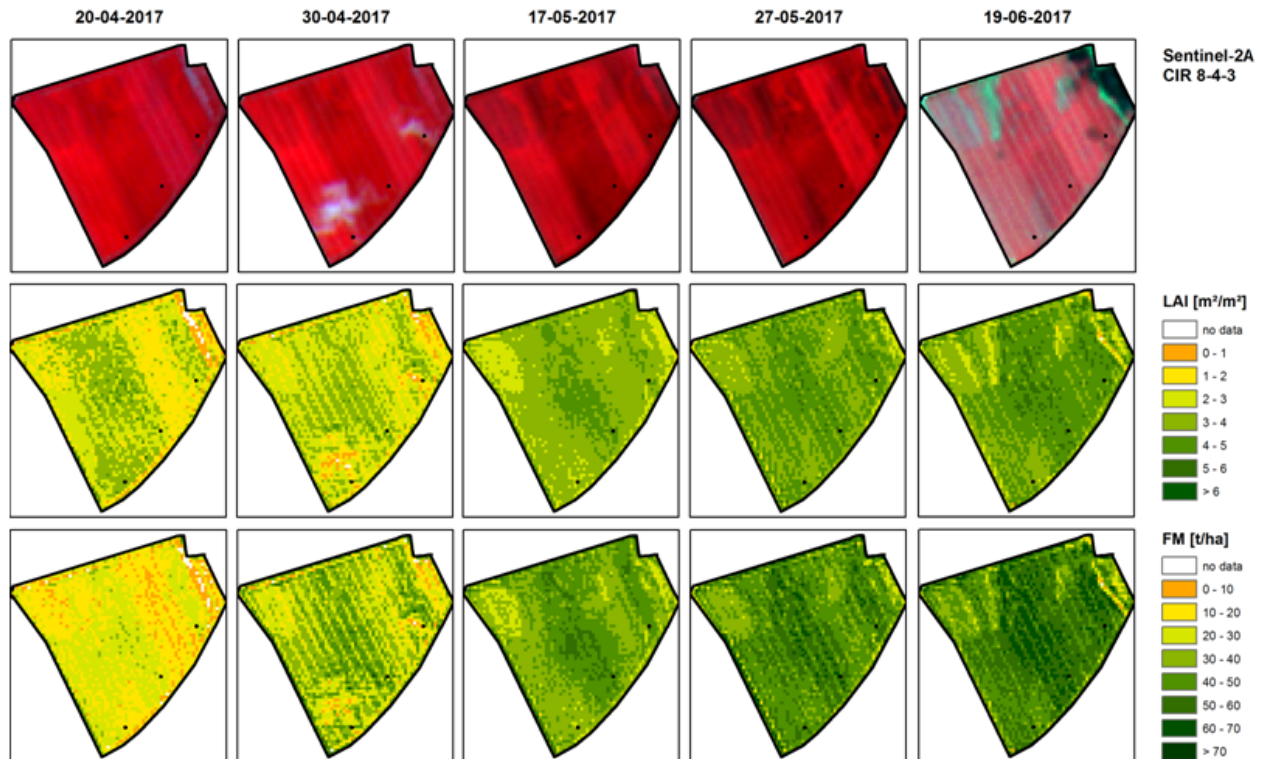 20-04-2017
30-04-2017
17-05-2017
27-05-2017
19-06-2017
Sentinel-2A
CIR 8-4-3
LAI [m²/m²]
no data
0 - 1
1 - 2
2 - 3
3 - 4
4 - 5
5 - 6
> 6
FM [t/ha]
no data
0 - 10
10 - 20
20 - 30
30 - 40
40 - 50
50 - 60
60 - 70
> 70